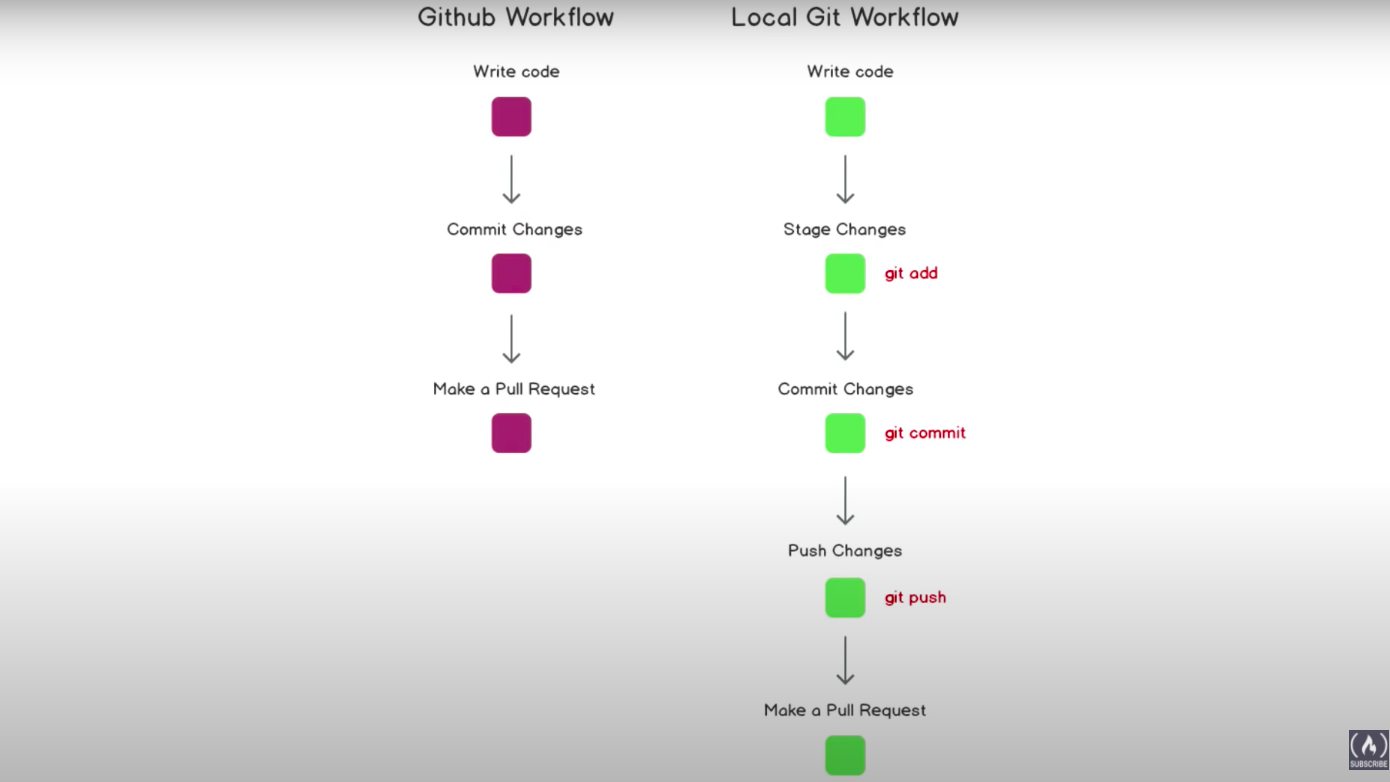 Github Workflow
Write code
Commit Changes
Make a Pull Request
Local Git Workflow
Write code
Stage Changes
git add
Commit Changes
git commit
Push Changes
git push
Make a Pull Request
SUBSCRIBE